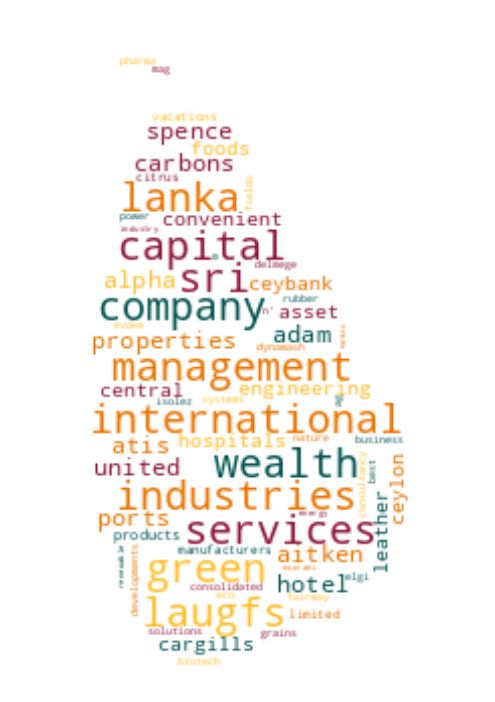 pharma
mag
vacations
spence
foods
carbons
citrus
fields
lanka
power
convenient
industry
capital
delmege
sri
alpha
ceybank
rubber
company
n'
asset
evoke
adam
properties
dynawash
management
central
engineering
isolez
systems
ag
international
atis
hospitals
nature
business
united
wealth
best
consultancy
ceylon
industries
energy
ports
services
leather
products
manufacturers
aitken
renewable
developments
green
hotel
elgi
consolidated
eco
fairway
laugfs
limited
solutions
grains
cargills
biotech